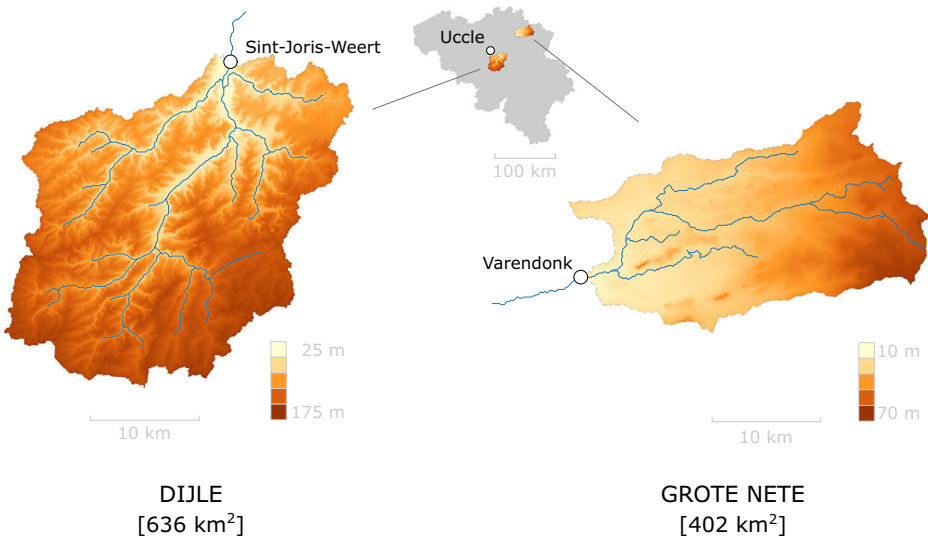 Sint-Joris-Weert
Uccle
100 km
Varendonk
25 m
175 m
10 km
10 m
70 m
10 km
DIJLE
[636 km²]
GROTE NETE
[402 km²]